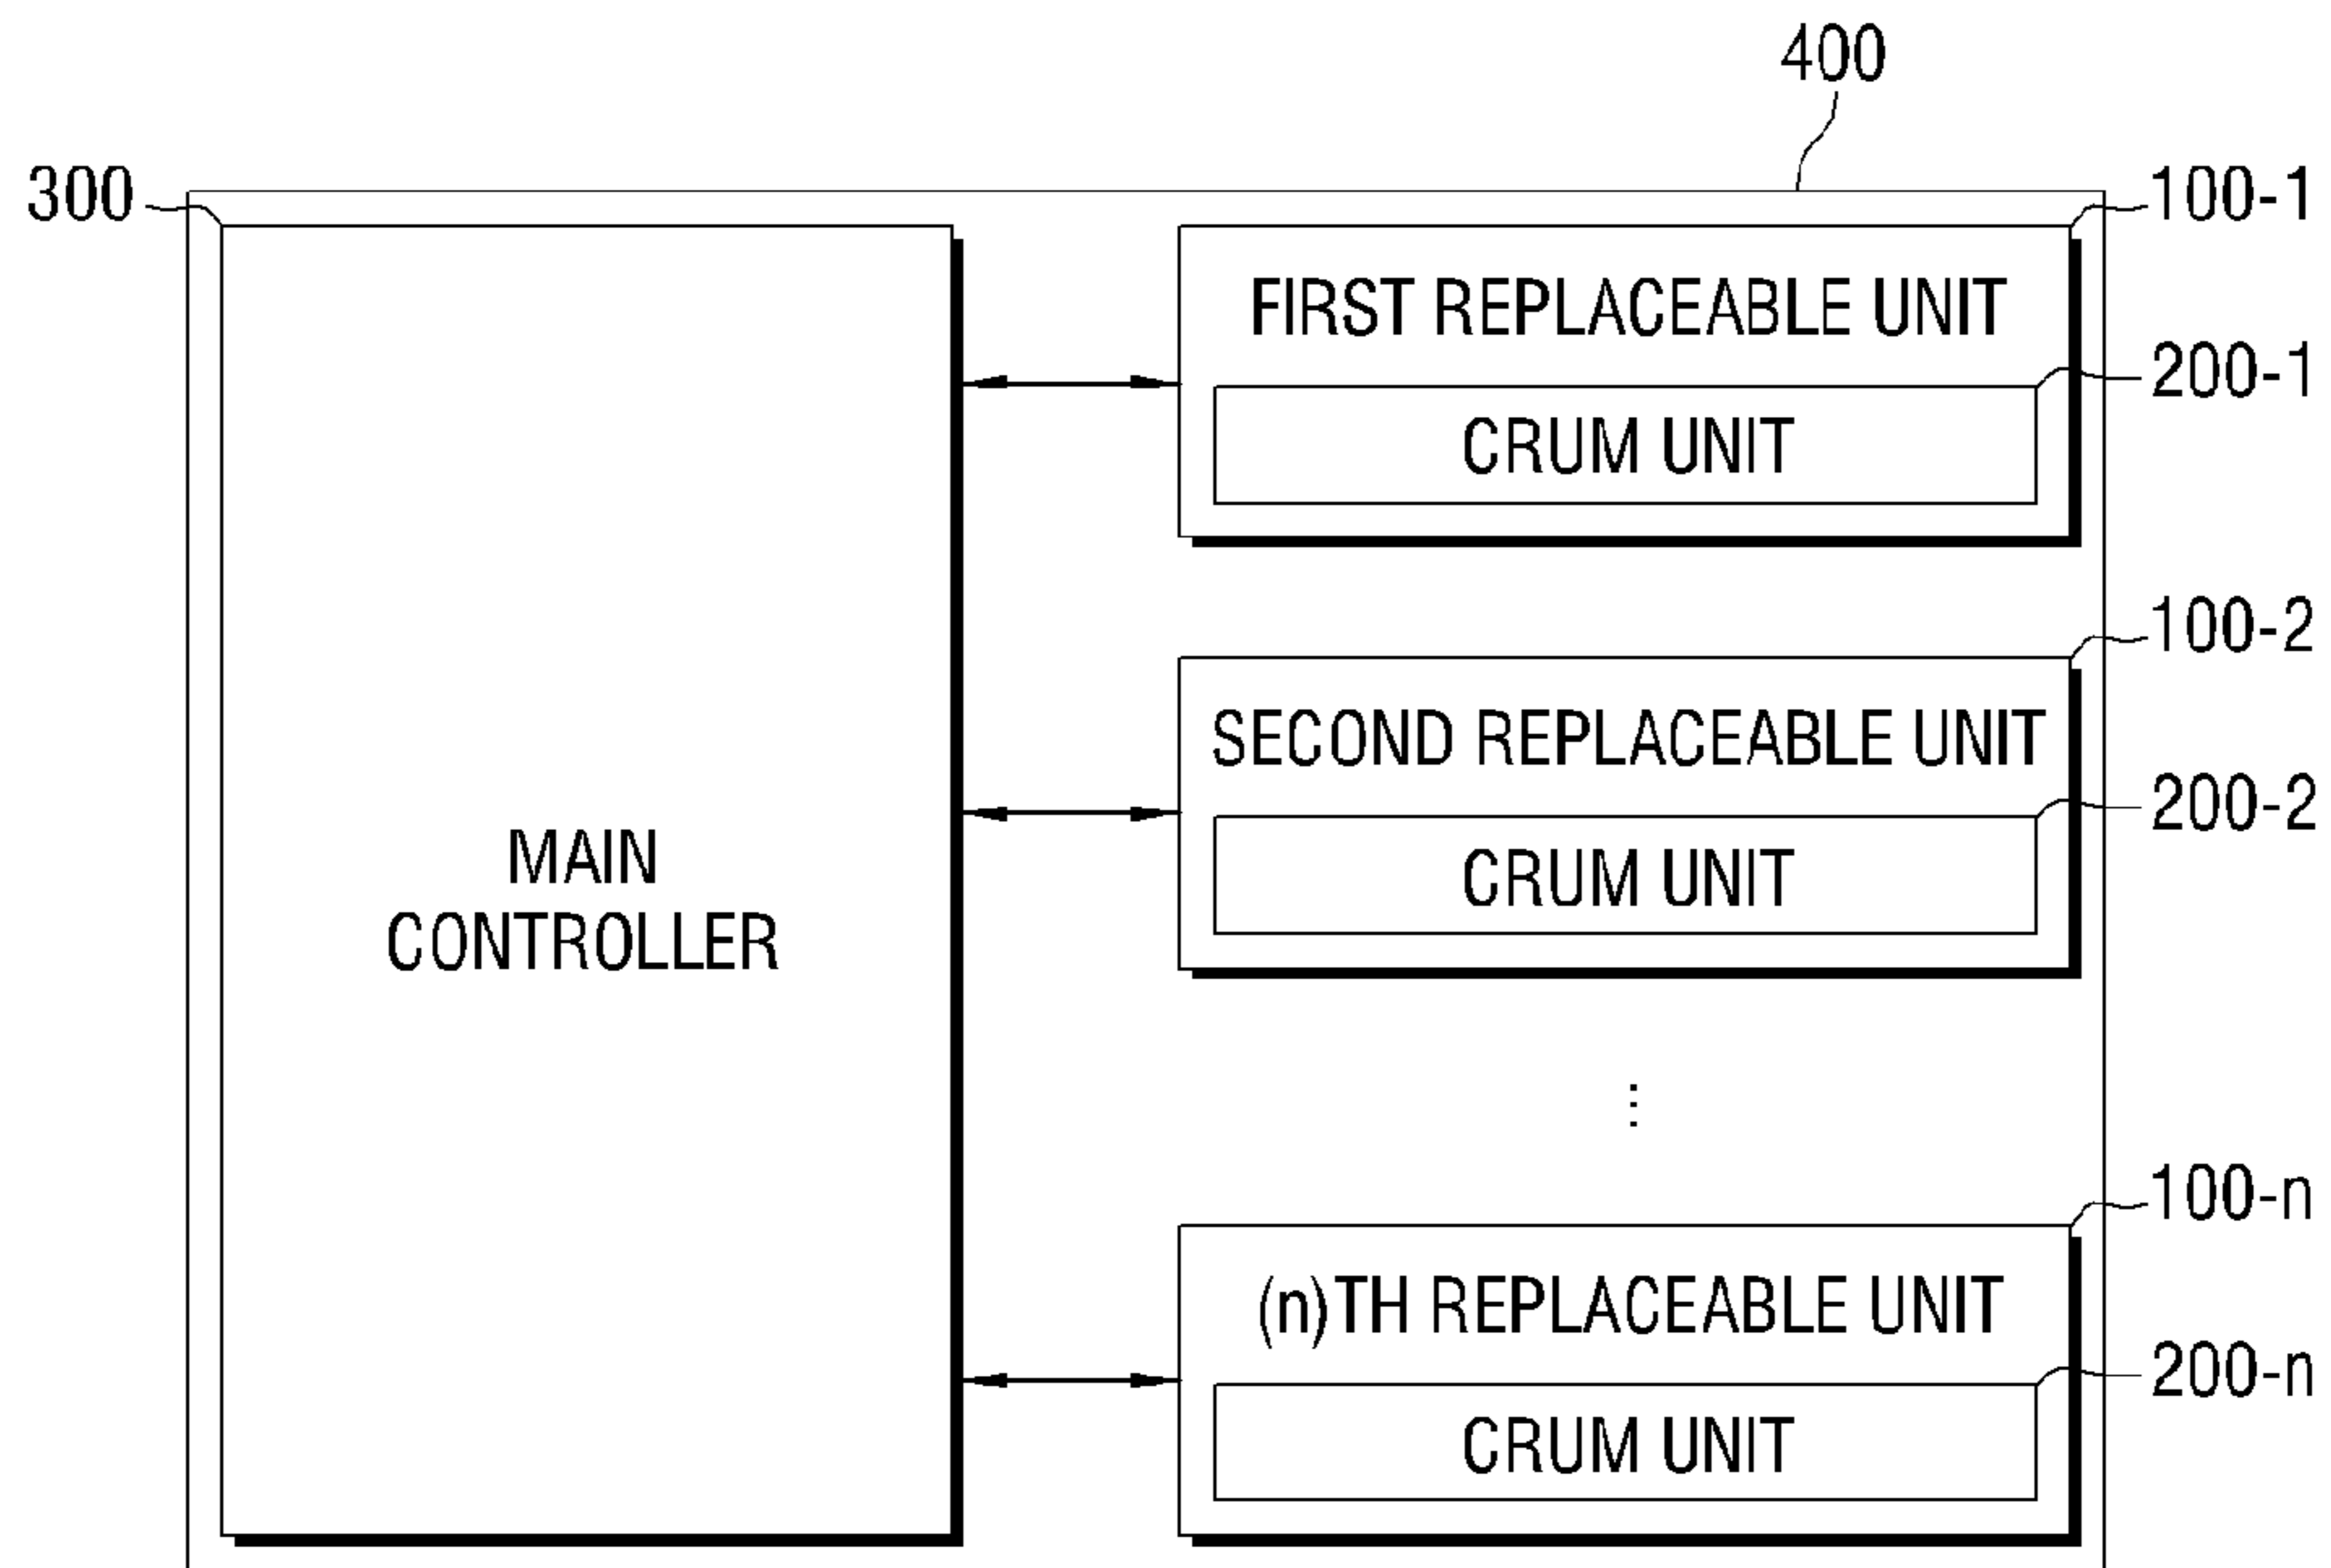 400
300
100-1
FIRST REPLACEABLE UNIT
200-1
CRUM UNIT
100-2
SECOND REPLACEABLE UNIT
200-2
CRUM UNIT
MAIN
CONTROLLER
100-n
(n)TH REPLACEABLE UNIT
200-n
CRUM UNIT